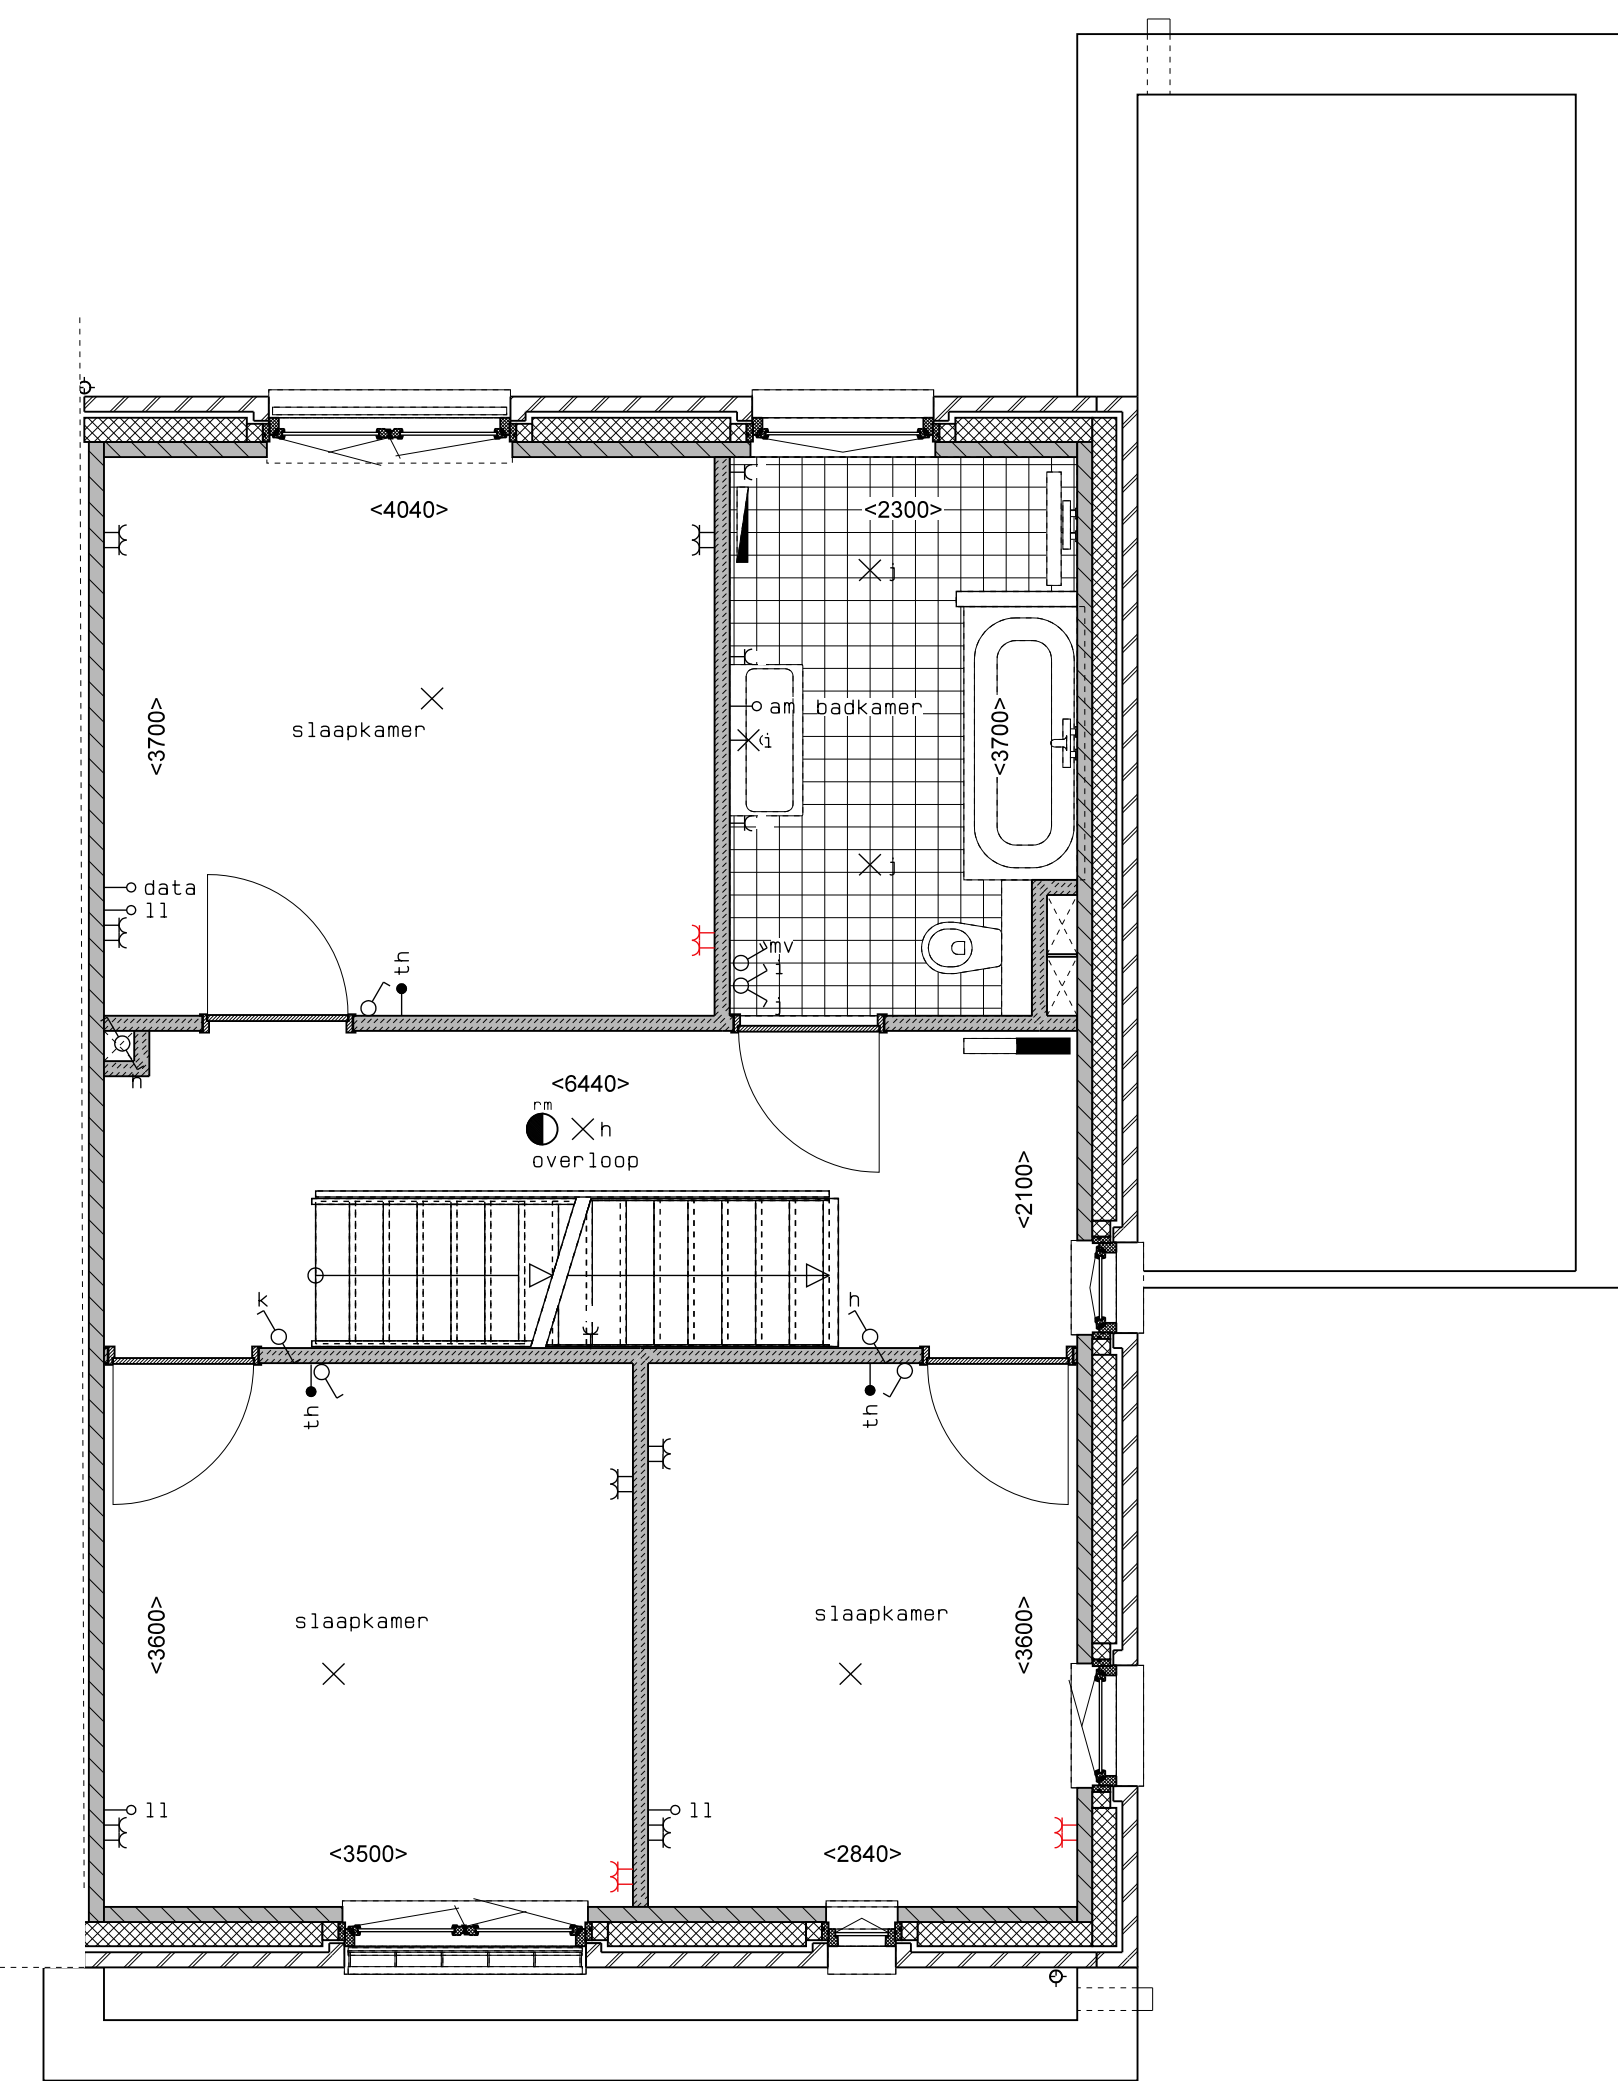 <4040>
<2300>
j
<3700>
slaapkamer
am badkamer
i
<3700>
j
data
ll
th
mv
i
j
h
<6440>
rm
h
overloop
<2100>
k
h
th
th
<3600>
slaapkamer
slaapkamer
<3600>
ll
ll
<3500>
<2840>